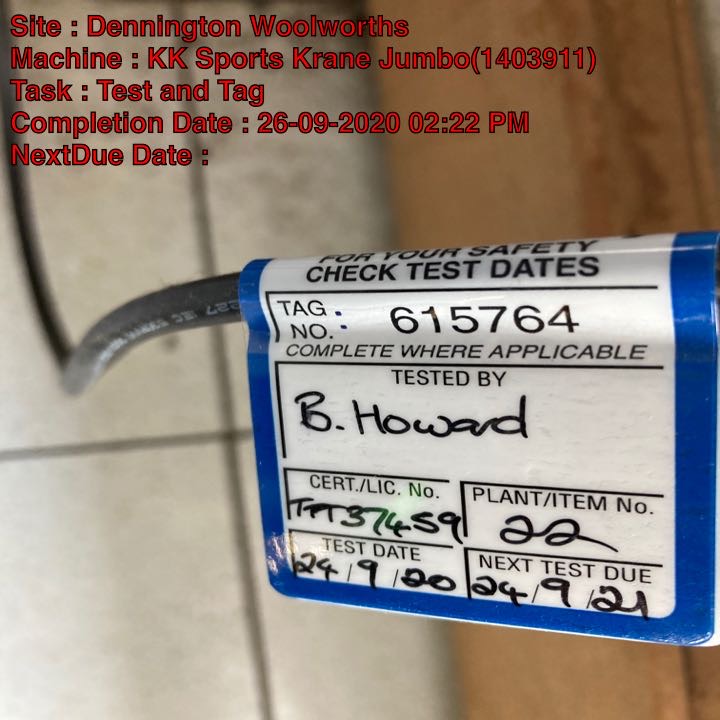 Site : Dennington Woolworths
Machine : KK Sports Krane Jumbo(1403911)
Task : Test and Tag
Completion Date : 26-09-2020 02:22 PM
NextDue Date :
FOR YOUR SAFETY
CHECK TEST DATES
TAG NO. : 615764
COMPLETE WHERE APPLICABLE
TESTED BY
B. Howard
CERT./LIC. No. PLANT/ITEM No.
TFT37459 22
TEST DATE NEXT TEST DUE
24/9/20 24/9/21